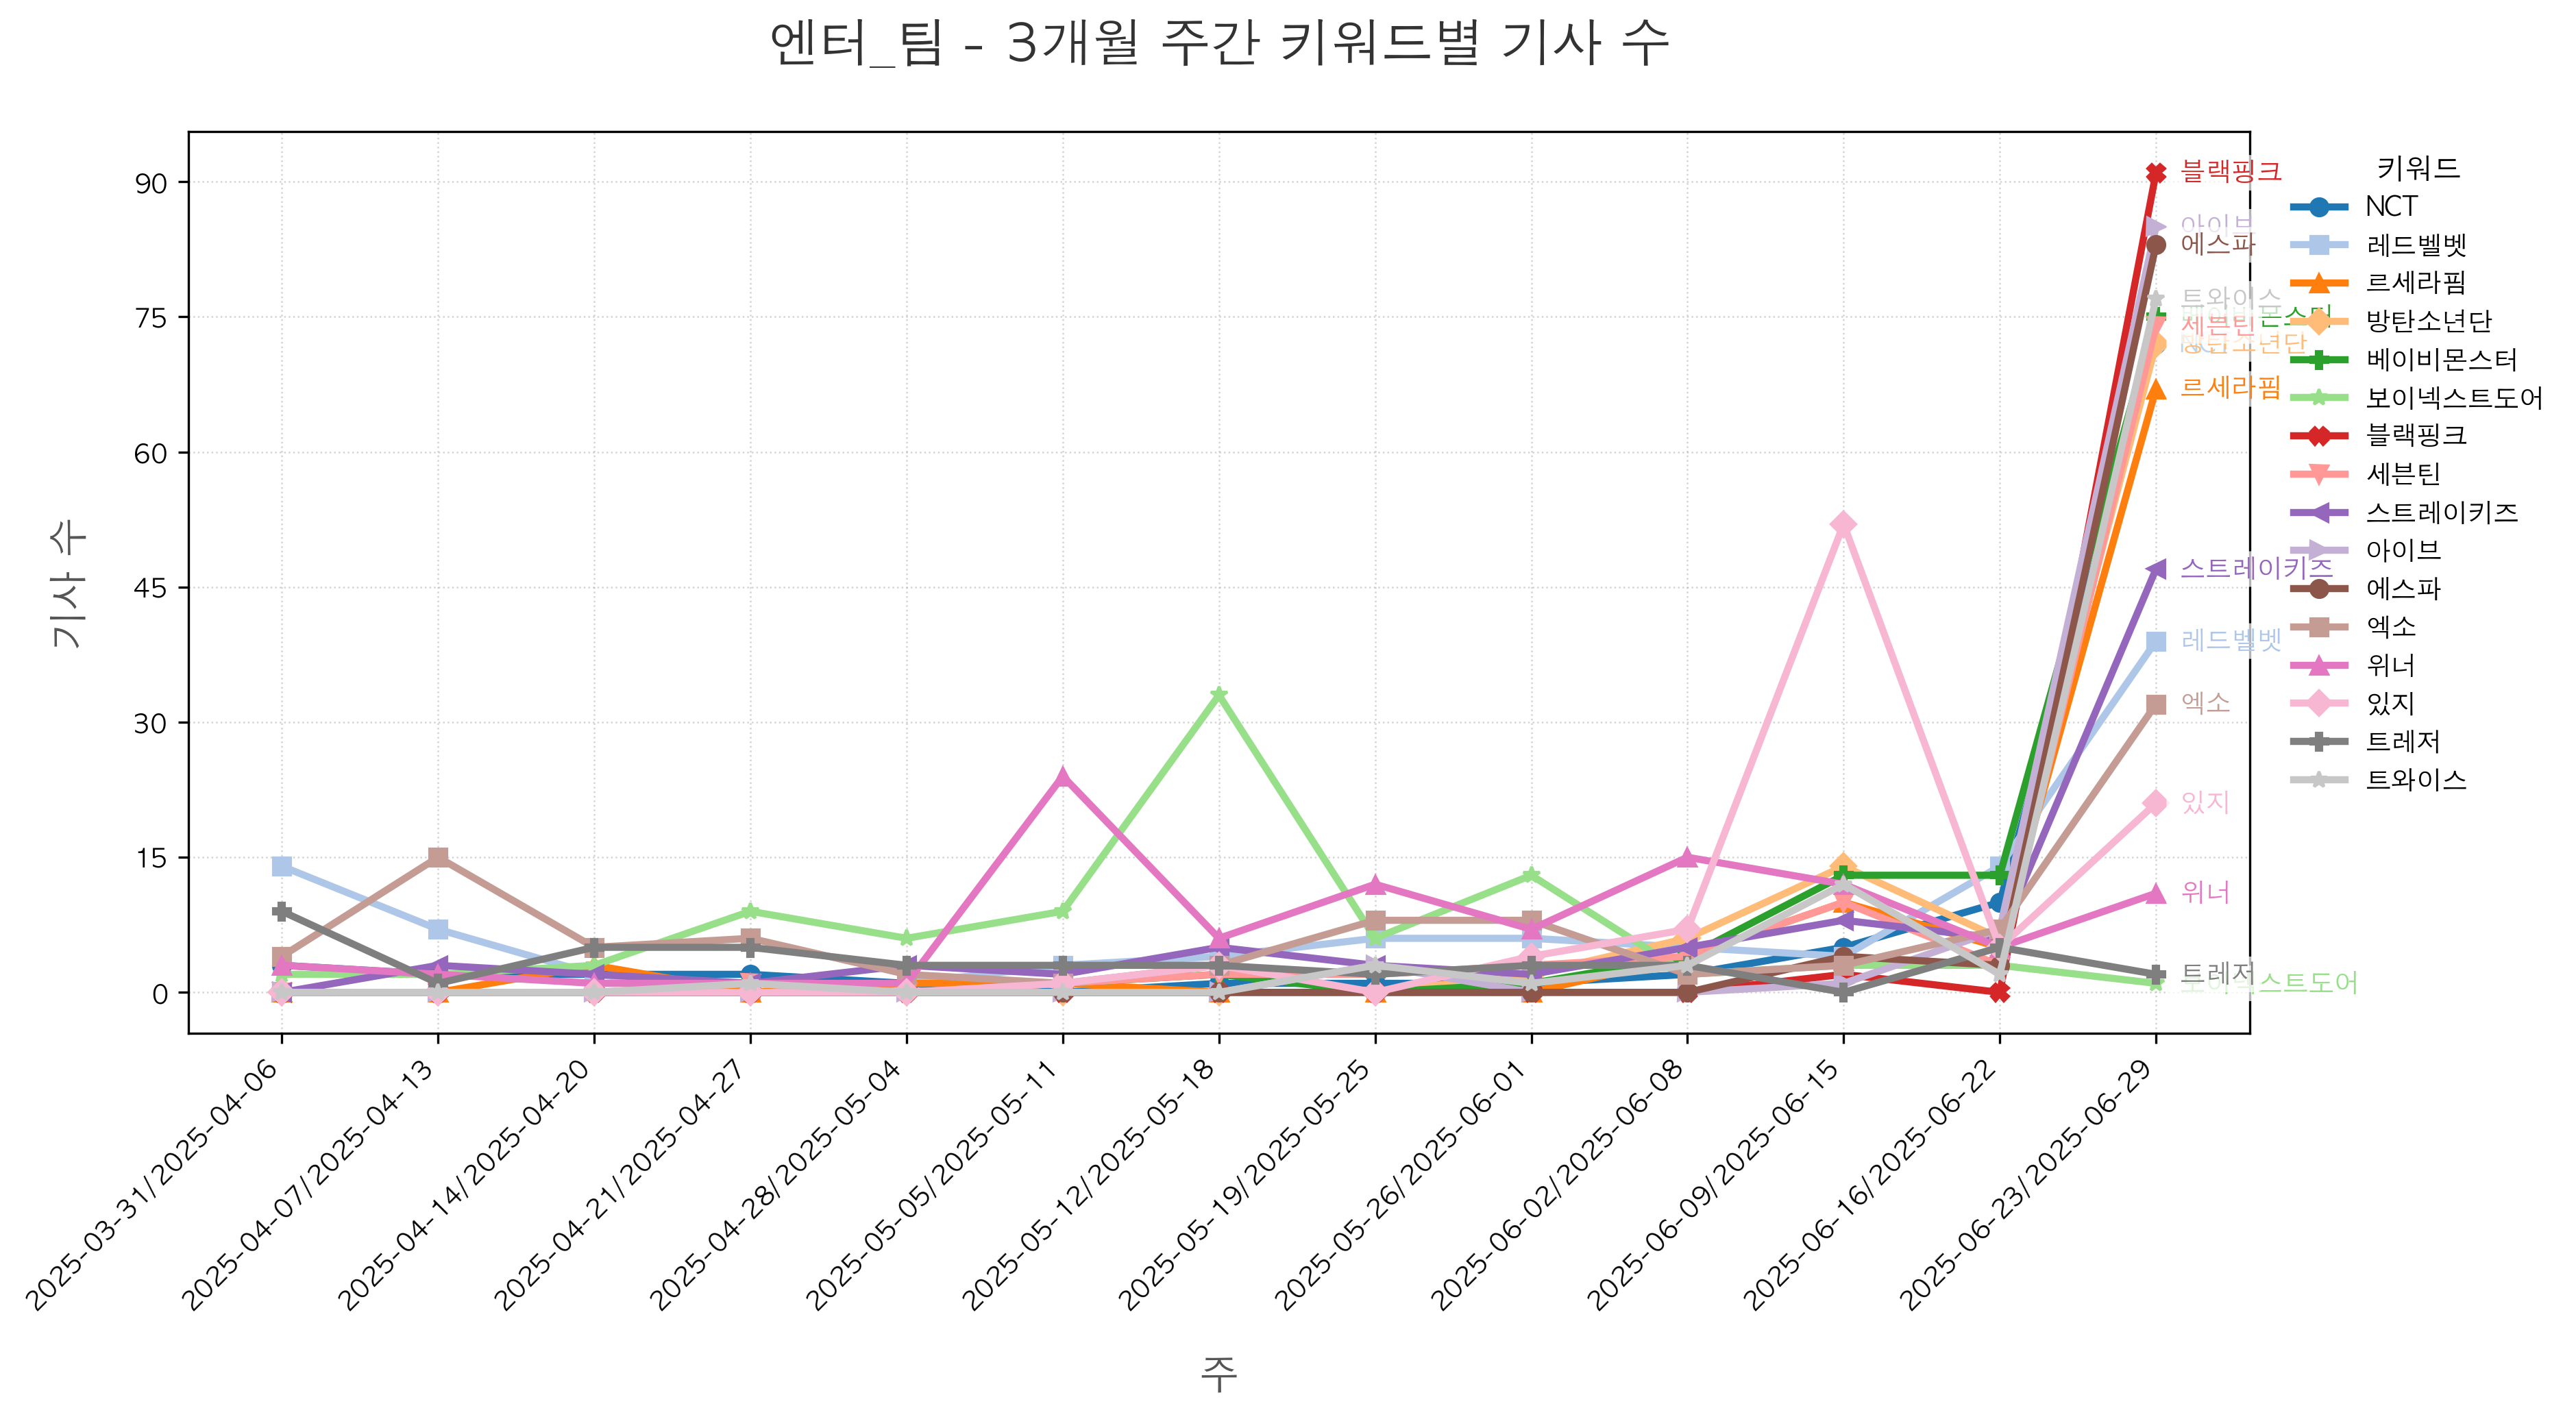 엔터_팀 - 3개월 주간 키워드별 기사 수
기사 수
90
75
60
45
30
15
0
블랙핑크
아이브
에스파
트와이스
세븐틴
방탄소년단
르세라핌
스트레이키즈
레드벨벳
엑소
있지
위너
트레저
키워드
NCT
레드벨벳
르세라핌
방탄소년단
베이비몬스터
보이넥스트도어
블랙핑크
세븐틴
스트레이키즈
아이브
에스파
엑소
위너
있지
트레저
트와이스
2025-03-31/2025-04-06
2025-04-07/2025-04-13
2025-04-14/2025-04-20
2025-04-21/2025-04-27
2025-04-28/2025-05-04
2025-05-05/2025-05-11
2025-05-12/2025-05-18
2025-05-19/2025-05-25
2025-05-26/2025-06-01
2025-06-02/2025-06-08
2025-06-09/2025-06-15
2025-06-16/2025-06-22
2025-06-23/2025-06-29
주